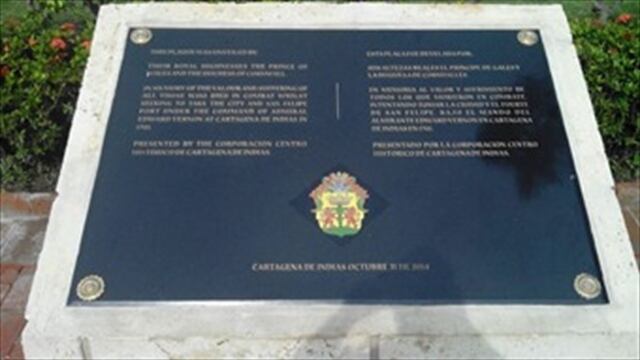 THIS PLAQUE WAS UNVEILED BY
THEIR ROYAL HIGHNESSES THE PRINCE OF
WALES AND THE DUCHESS OF CORNWALL
IN MEMORY OF THE VALOUR AND SUFFERING OF
ALL THOSE WHO DIED IN COMBAT WHILST
SEEKING TO TAKE THE CITY AND SAN FELIPE
FORT UNDER THE COMMAND OF ADMIRAL
EDWARD VERNON AT CARTAGENA DE INDIAS IN
1741.
PRESENTED BY THE CORPORACIÓN CENTRO
HISTÓRICO DE CARTAGENA DE INDIAS.
ESTA PLACA FUE DEVELADA POR,
SUS ALTEZAS REALES EL PRINCIPE DE GALES Y
LA DUQUESA DE CORNUALLES
EN MEMORIA AL VALOR Y SUFRIMIENTO DE
TODOS LOS QUE MURIERON EN COMBATE
INTENTANDO TOMAR LA CIUDAD Y EL FUERTE
DE SAN FELIPE, BAJO EL MANDO DEL
ALMIRANTE EDWARD VERNON EN CARTAGENA
DE INDIAS EN 1741.
PRESENTADO POR LA CORPORACIÓN CENTRO
HISTÓRICO DE CARTAGENA DE INDIAS.
CARTAGENA DE INDIAS OCTUBRE 31 DE 2014